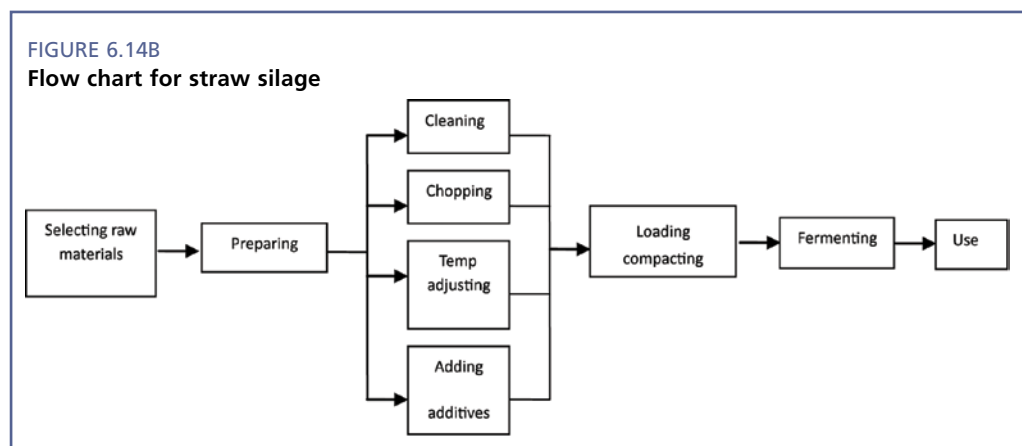 FIGURE 6.14B
Flow chart for straw silage
Selecting raw
materials
Preparing
Cleaning
Chopping
Temp
adjusting
Adding
additives
Loading
compacting
Fermenting
Use